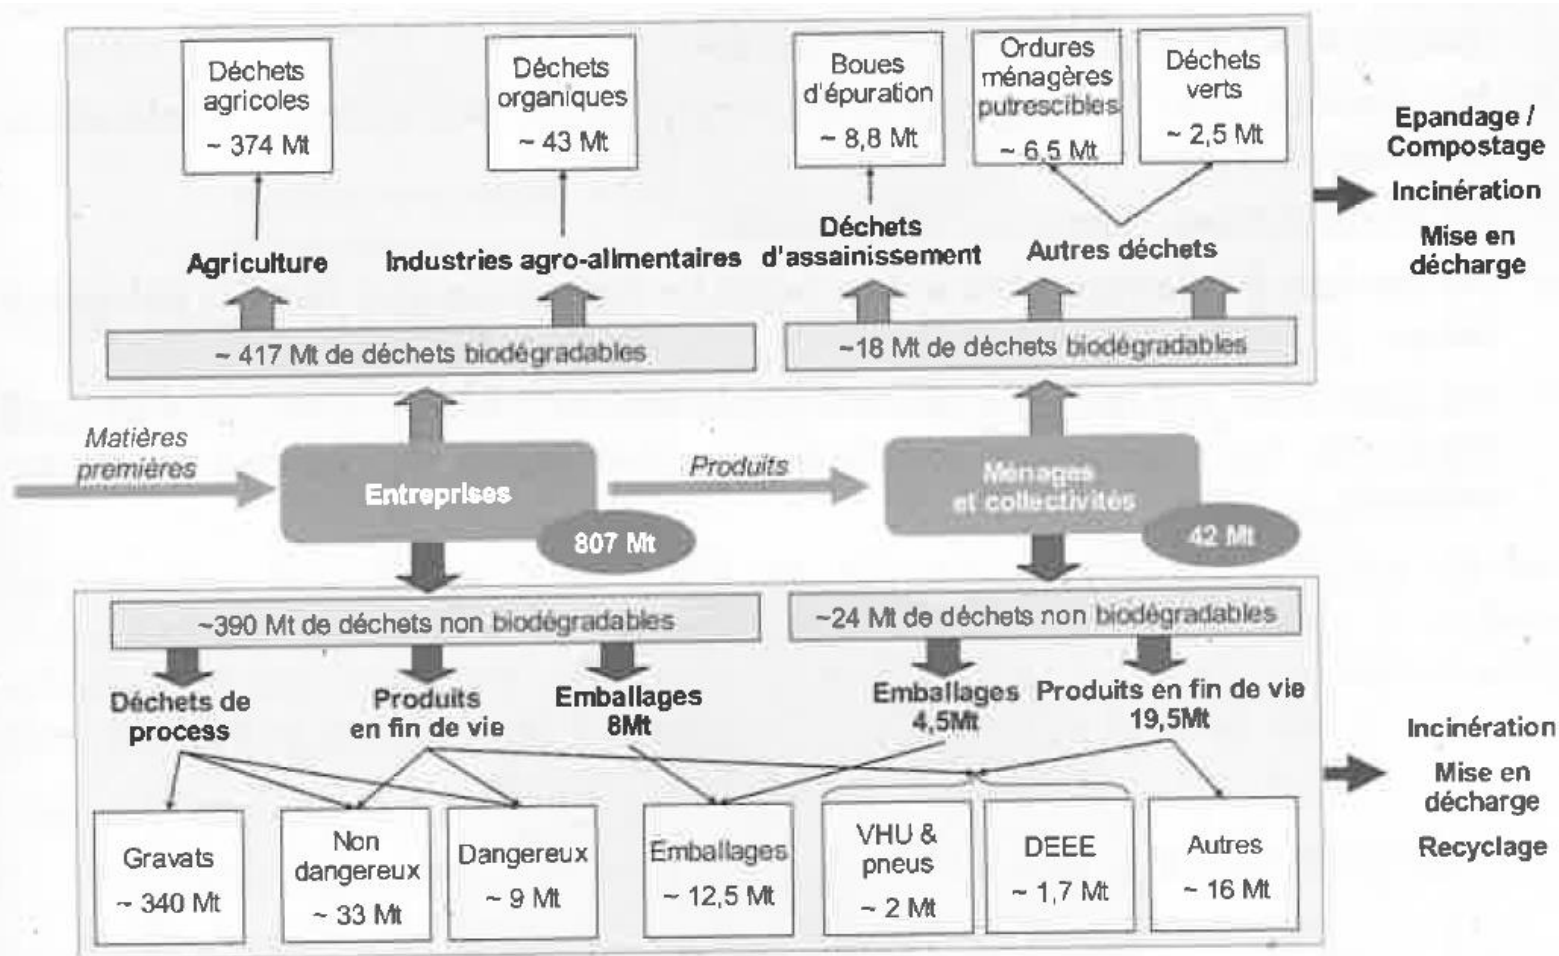 Déchets
agricoles
~ 374 Mt
Déchets
organiques
~ 43 Mt
Boues
d'épuration
~ 8,8 Mt
Ordures
ménagères
putrescibles
~ 6,5 Mt
Déchets
verts
~ 2,5 Mt
Epandage /
Compostage
Incinération
Mise en
décharge
Agriculture
Industries agro-alimentaires
Déchets
d'assainissement
Autres déchets
~ 417 Mt de déchets biodégradables
~18 Mt de déchets biodégradables
Matières
premières
Entreprises
807 Mt
Produits
Ménages
et collectivités
42 Mt
~390 Mt de déchets non biodégradables
~24 Mt de déchets non biodégradables
Déchets de
process
Produits
en fin de vie
Emballages
8Mt
Emballages
4,5Mt
Produits en fin de vie
19,5Mt
Gravats
~ 340 Mt
Non
dangereux
~ 33 Mt
Dangereux
~ 9 Mt
Emballages
~ 12,5 Mt
VHU &
pneus
~ 2 Mt
DEEE
~ 1,7 Mt
Autres
~ 16 Mt
Incinération
Mise en
décharge
Recyclage